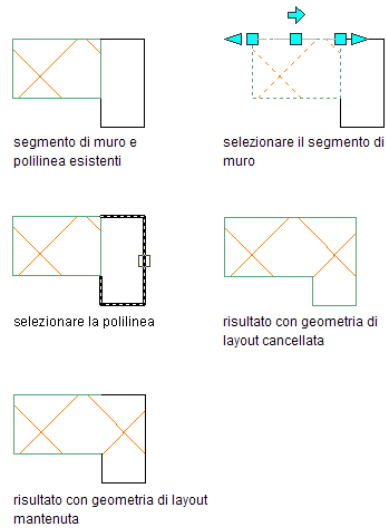 segmento di muro e
polilinea esistenti
selezionare il segmento di
muro
selezionare la polilinea
risultato con geometria di
layout cancellata
risultato con geometria di layout
mantenuta